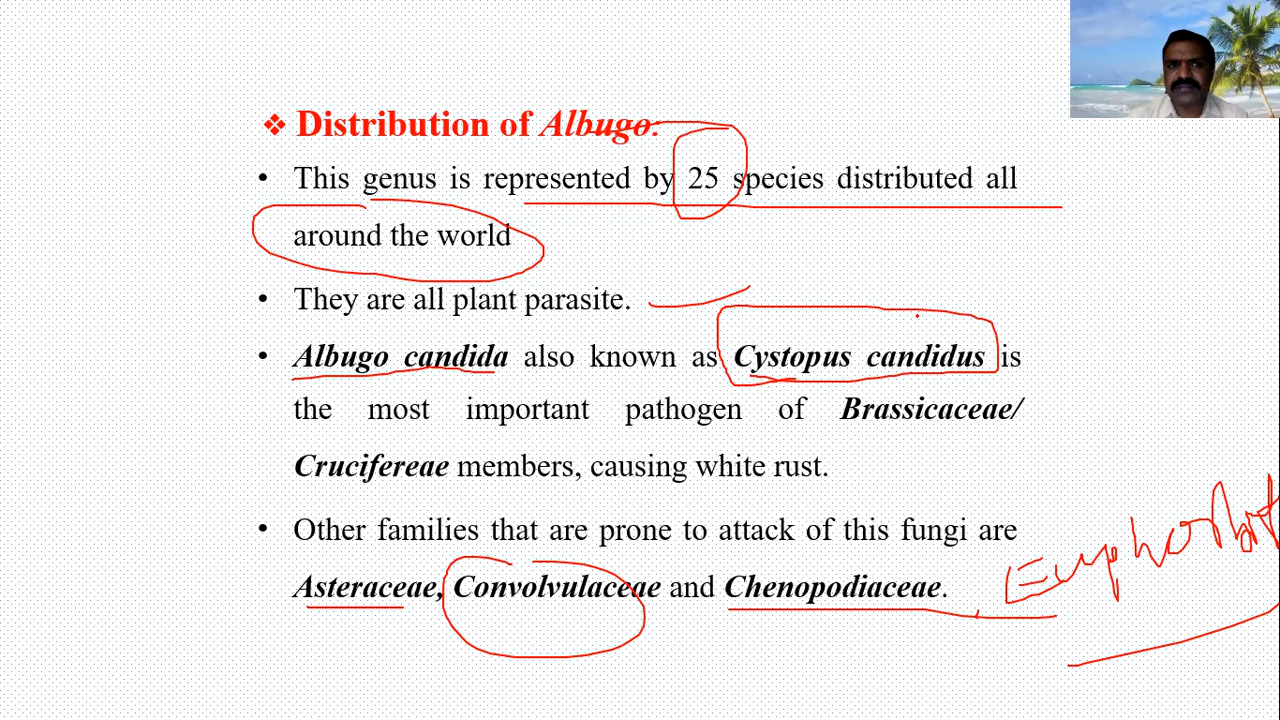 ❖ Distribution of Albugo:
• This genus is represented by 25 species distributed all
around the world
• They are all plant parasite.
• Albugo candida also known as Cystopus candidus is
the most important pathogen of Brassicaceae/
Crucifereae members, causing white rust.
• Other families that are prone to attack of this fungi are
Asteraceae, Convolvulaceae and Chenopodiaceae.